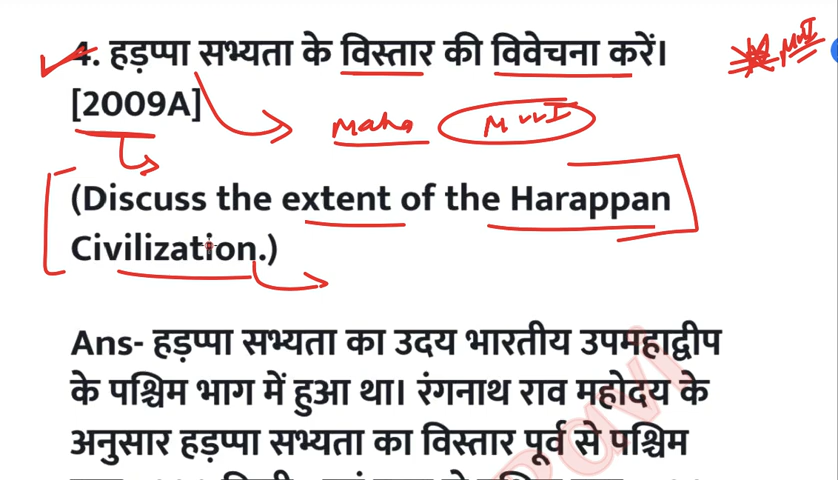 4. हड़प्पा सभ्यता के विस्तार की विवेचना करें।
[2009A]
(Discuss the extent of the Harappan
Civilization.)
Ans- हड़प्पा सभ्यता का उदय भारतीय उपमहाद्वीप
के पश्चिम भाग में हुआ था। रंगनाथ राव महोदय के
अनुसार हड़प्पा सभ्यता का विस्तार पूर्व से पश्चिम